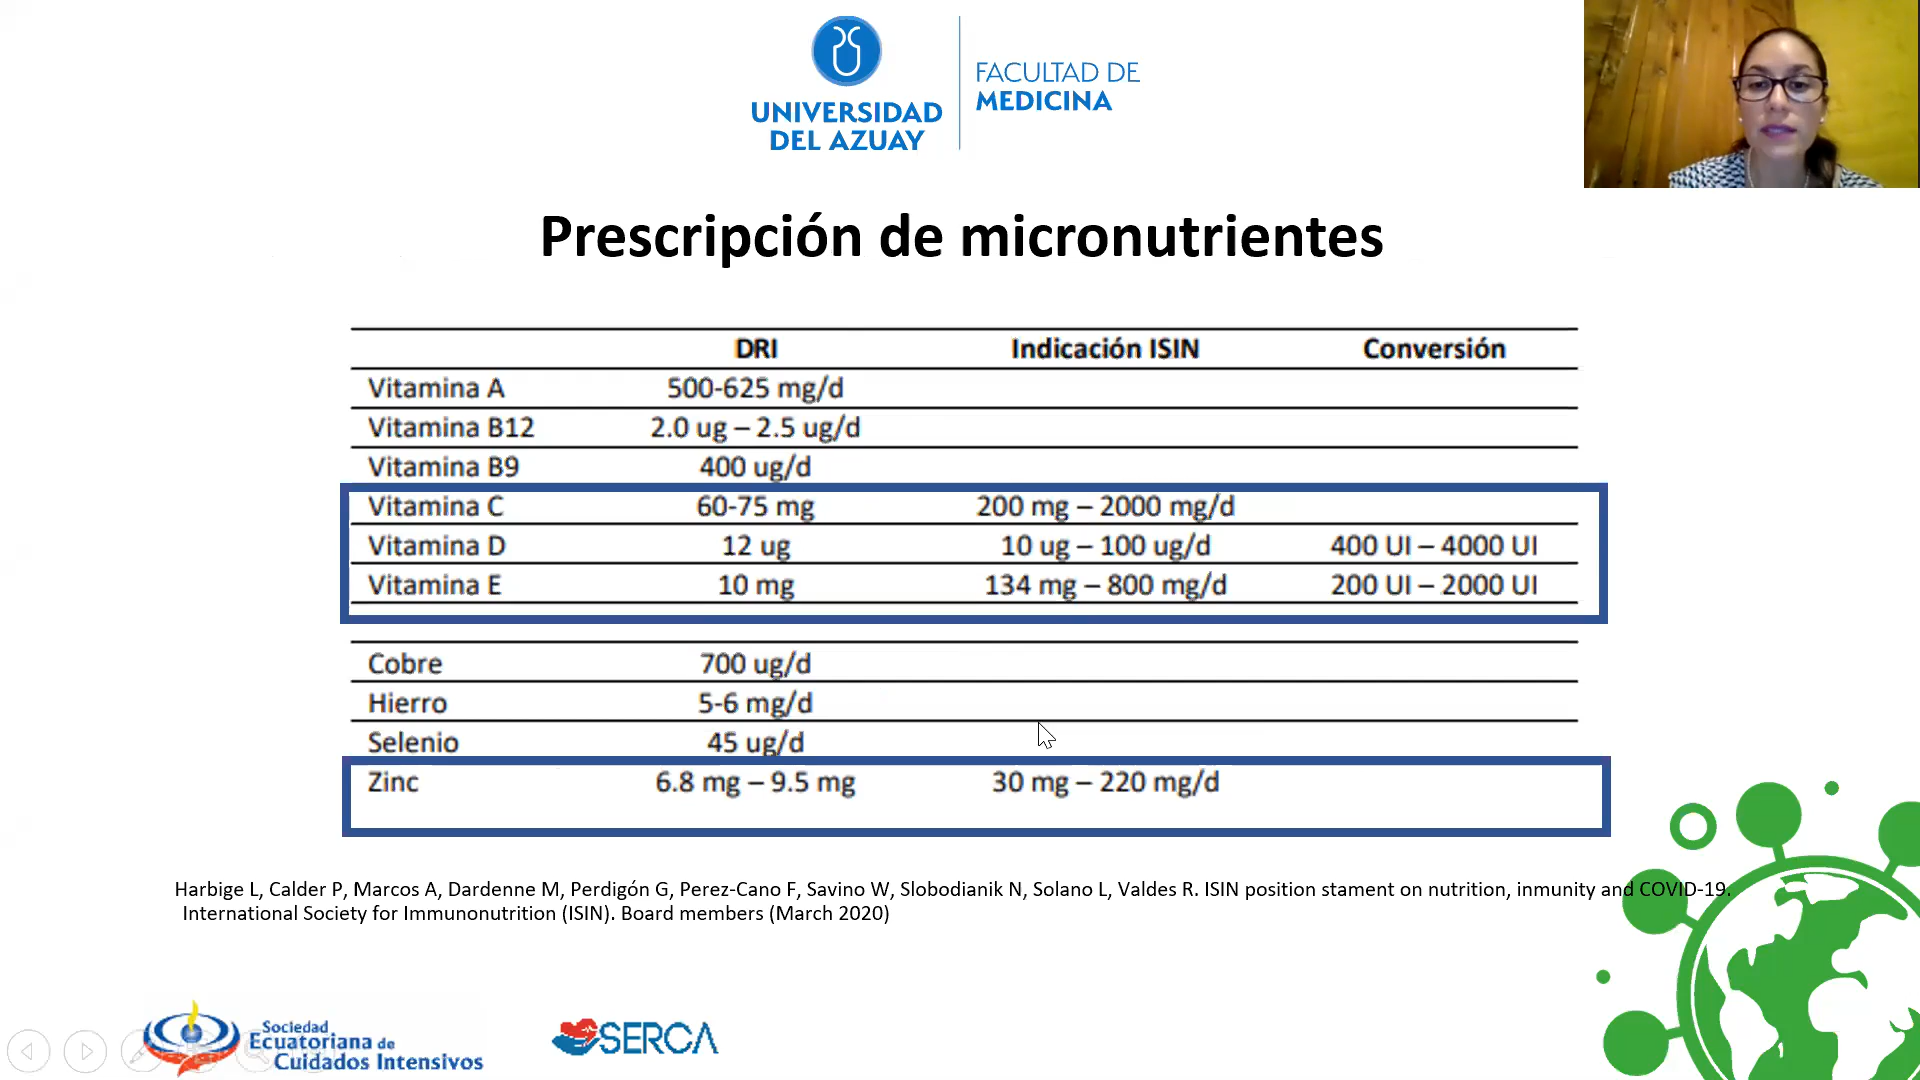 UNIVERSIDAD
DEL AZUAY
FACULTAD DE
MEDICINA
Prescripción de micronutrientes
DRI Indicación ISIN Conversión
Vitamina A 500-625 mg/d
Vitamina B12 2.0 ug – 2.5 ug/d
Vitamina B9 400 ug/d
Vitamina C 60-75 mg 200 mg – 2000 mg/d
Vitamina D 12 ug 10 ug – 100 ug/d 400 UI – 4000 UI
Vitamina E 10 mg 134 mg – 800 mg/d 200 UI – 2000 UI
Cobre 700 ug/d
Hierro 5-6 mg/d
Selenio 45 ug/d
Zinc 6.8 mg – 9.5 mg 30 mg – 220 mg/d
Harbige L, Calder P, Marcos A, Dardenne M, Perdigón G, Perez-Cano F, Savino W, Slobodianik N, Solano L, Valdes R. ISIN position stament on nutrition, inmunity and COVID-19.
International Society for Immunonutrition (ISIN). Board members (March 2020)
Sociedad
Ecuatoriana de
Cuidados Intensivos
SERCA